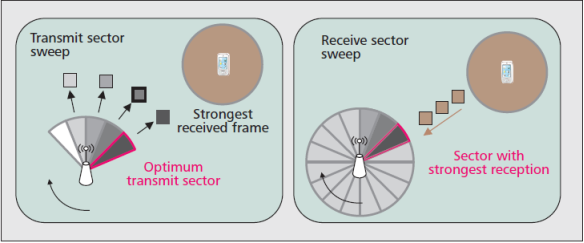 Transmit sector
sweep
Strongest
received frame
Optimum
transmit sector
Receive sector
sweep
Sector with
strongest reception